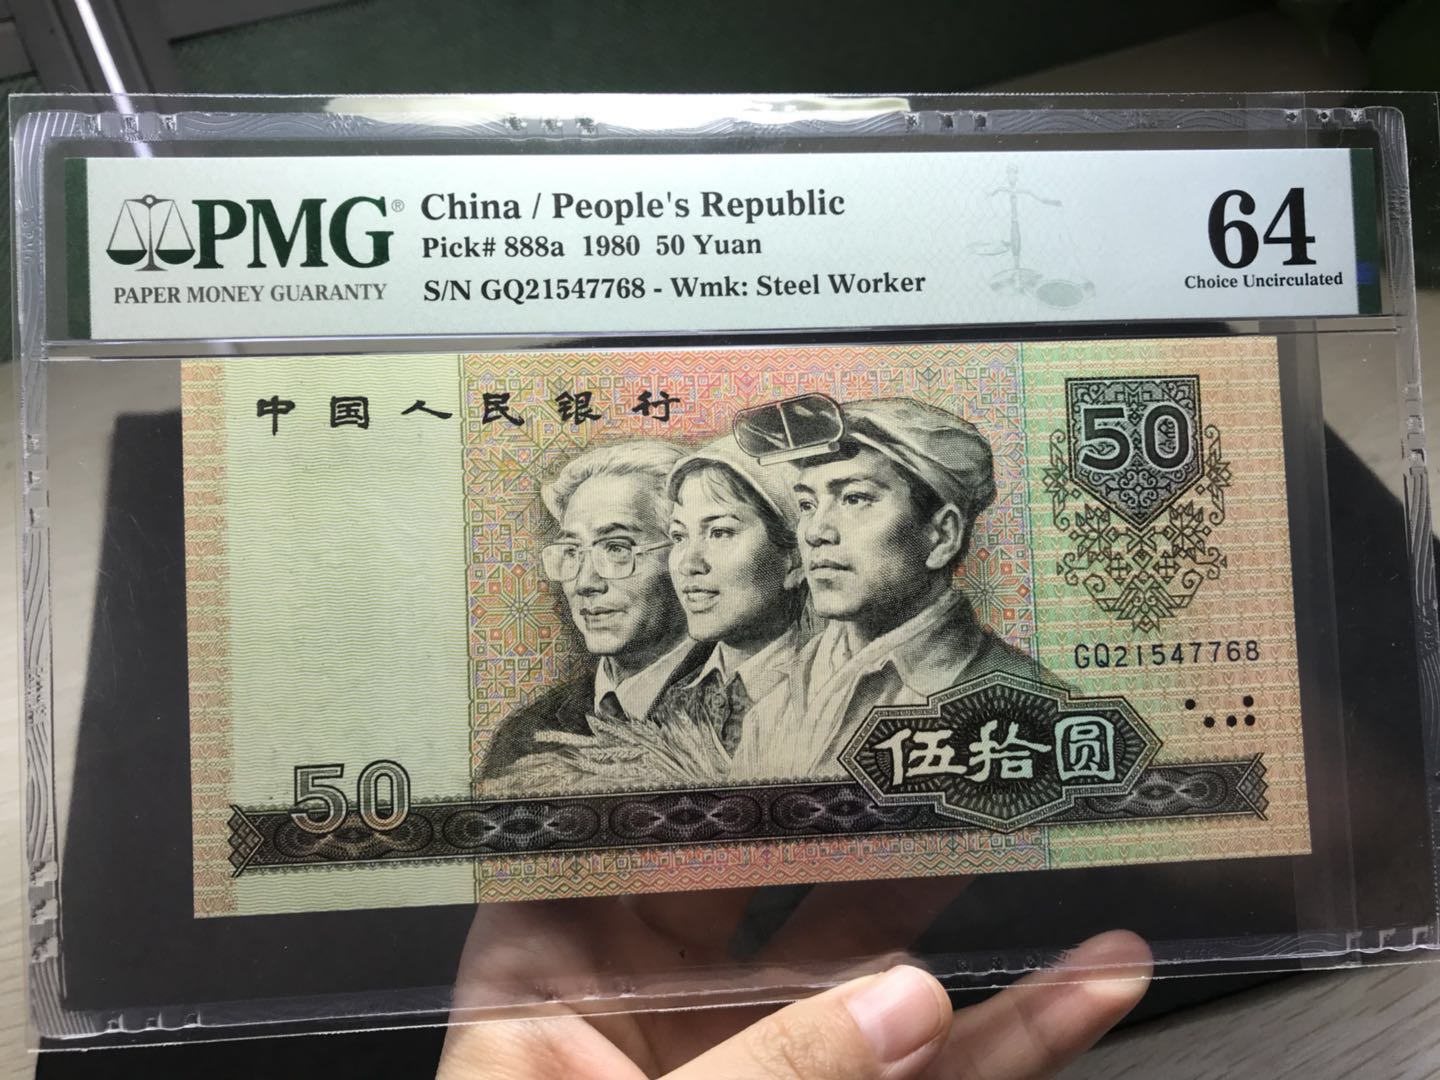 PMG®
PAPER MONEY GUARANTY
China / People's Republic
Pick# 888a 1980 50 Yuan
S/N GQ21547768 - Wmk: Steel Worker
64
Choice Uncirculated
中国人民银行
50
GQ21547768
伍拾圆
50